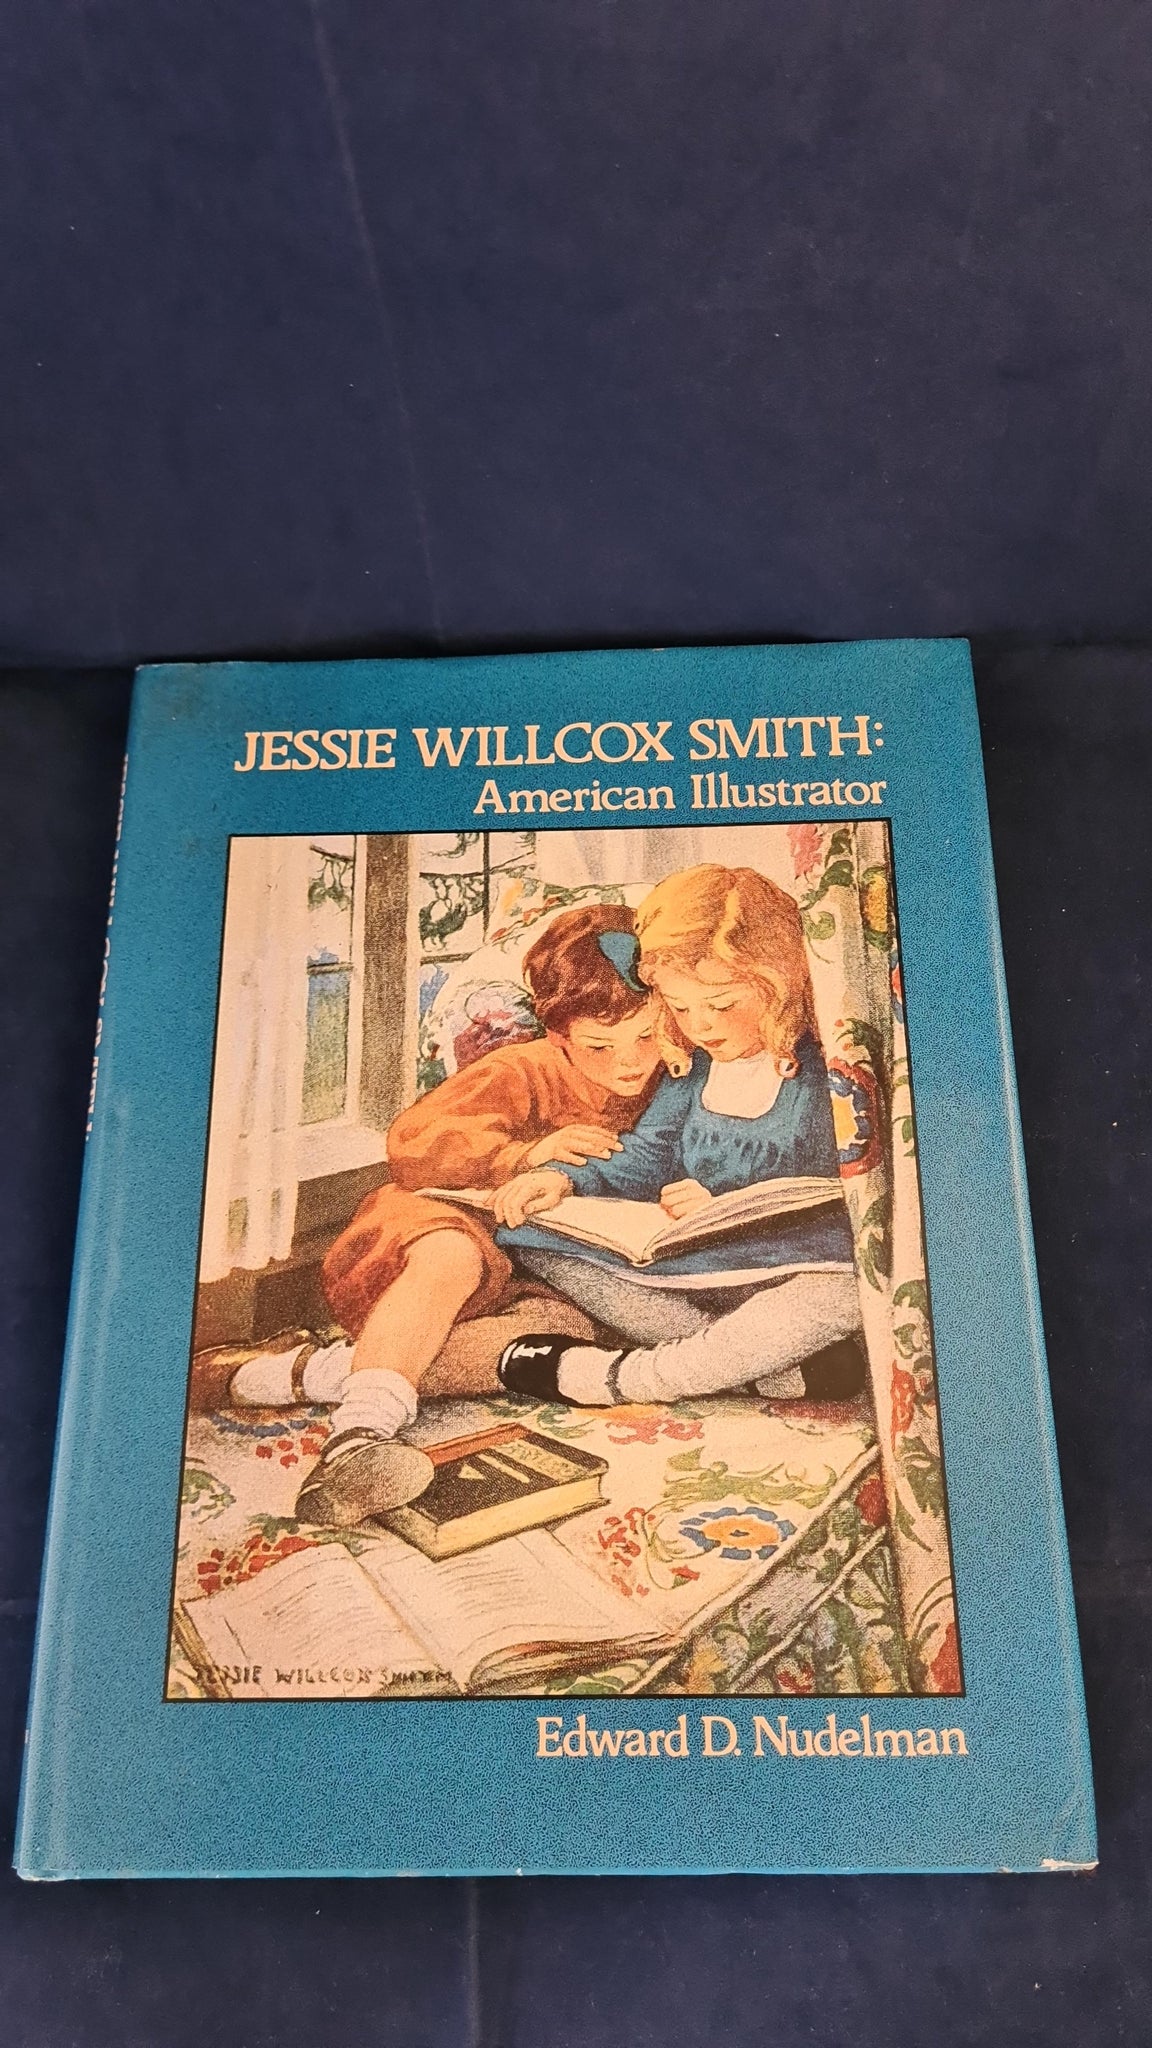 JESSIE WILLCOX SMITH:
American Illustrator
JESSIE WILLCOX SMITH
Edward D. Nudelman